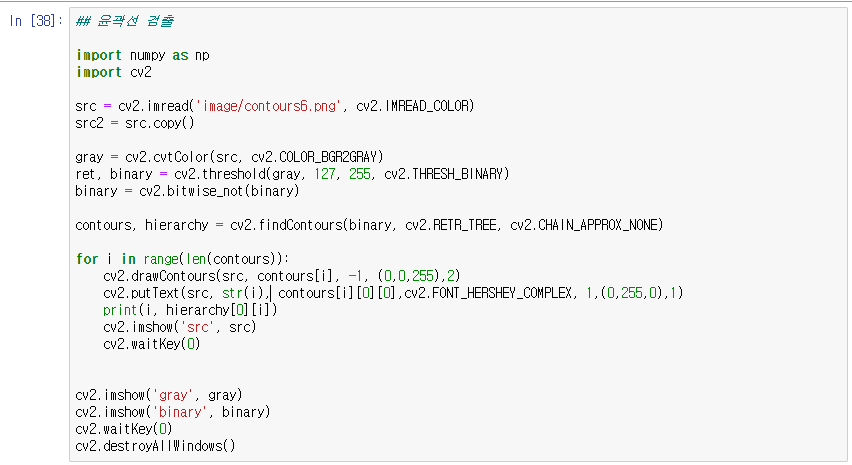 In [38]:
## 윤곽선 검출
import numpy as np
import cv2
src = cv2.imread('image/contours6.png', cv2.IMREAD_COLOR)
src2 = src.copy()
gray = cv2.cvtColor(src, cv2.COLOR_BGR2GRAY)
ret, binary = cv2.threshold(gray, 127, 255, cv2.THRESH_BINARY)
binary = cv2.bitwise_not(binary)
contours, hierarchy = cv2.findContours(binary, cv2.RETR_TREE, cv2.CHAIN_APPROX_NONE)
for i in range(len(contours)):
    cv2.drawContours(src, contours[i], -1, (0,0,255),2)
    cv2.putText(src, str(i), contours[i][0][0],cv2.FONT_HERSHEY_COMPLEX, 1,(0,255,0),1)
    print(i, hierarchy[0][i])
    cv2.imshow('src', src)
    cv2.waitKey(0)
cv2.imshow('gray', gray)
cv2.imshow('binary', binary)
cv2.waitKey(0)
cv2.destroyAllWindows()